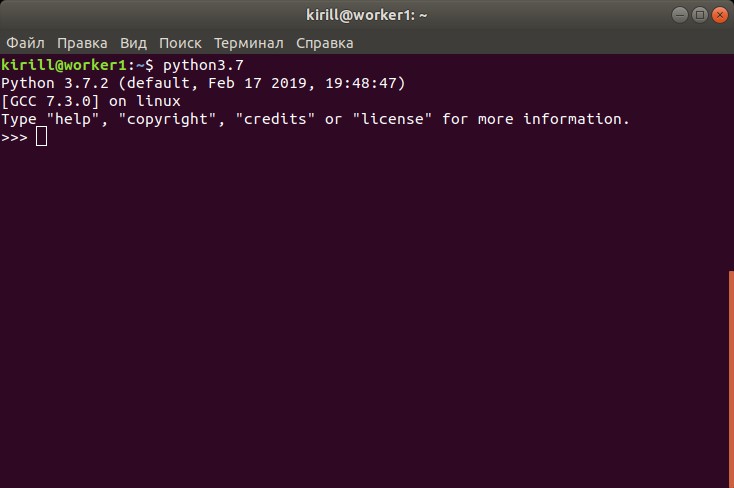 kirill@worker1: ~
Файл Правка Вид Поиск Терминал Справка
kirill@worker1:~$ python3.7
Python 3.7.2 (default, Feb 17 2019, 19:48:47)
[GCC 7.3.0] on linux
Type "help", "copyright", "credits" or "license" for more information.
>>>